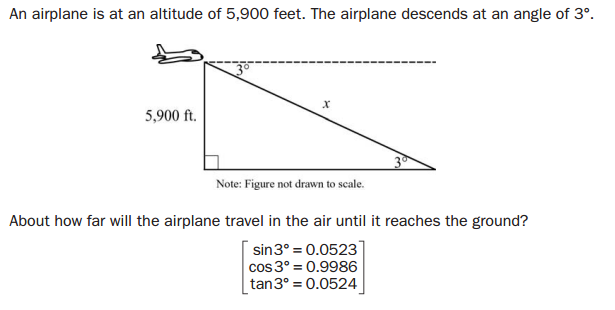 An airplane is at an altitude of 5,900 feet. The airplane descends at an angle of 3°.
3°
x
5,900 ft.
3°
Note: Figure not drawn to scale.
About how far will the airplane travel in the air until it reaches the ground?
sin3° = 0.0523
cos3° = 0.9986
tan3° = 0.0524